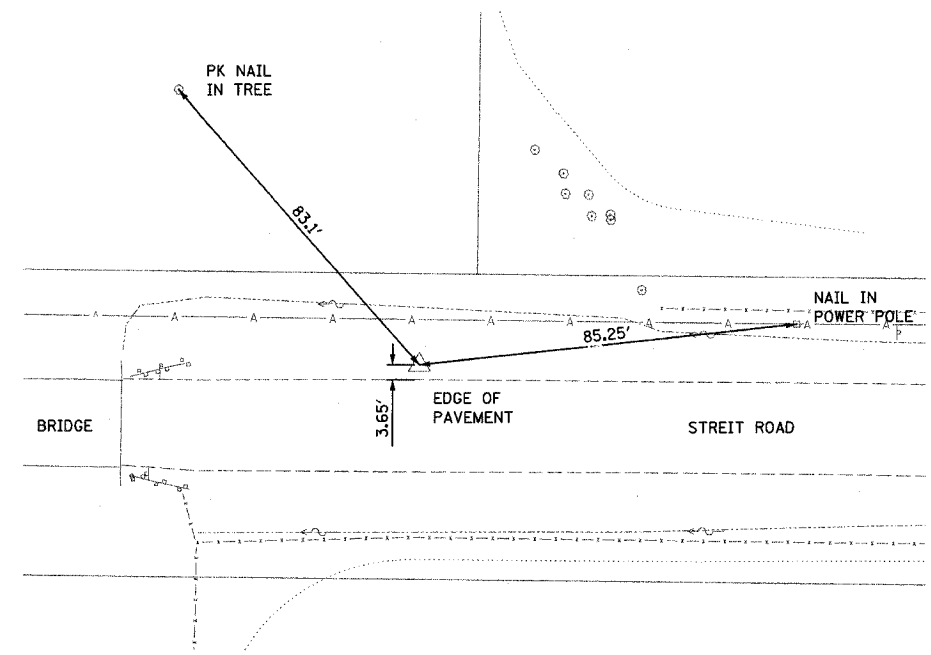 PK NAIL
IN TREE
83.1'
NAIL IN
POWER POLE
85.25'
3.65'
EDGE OF
PAVEMENT
BRIDGE
STREIT ROAD